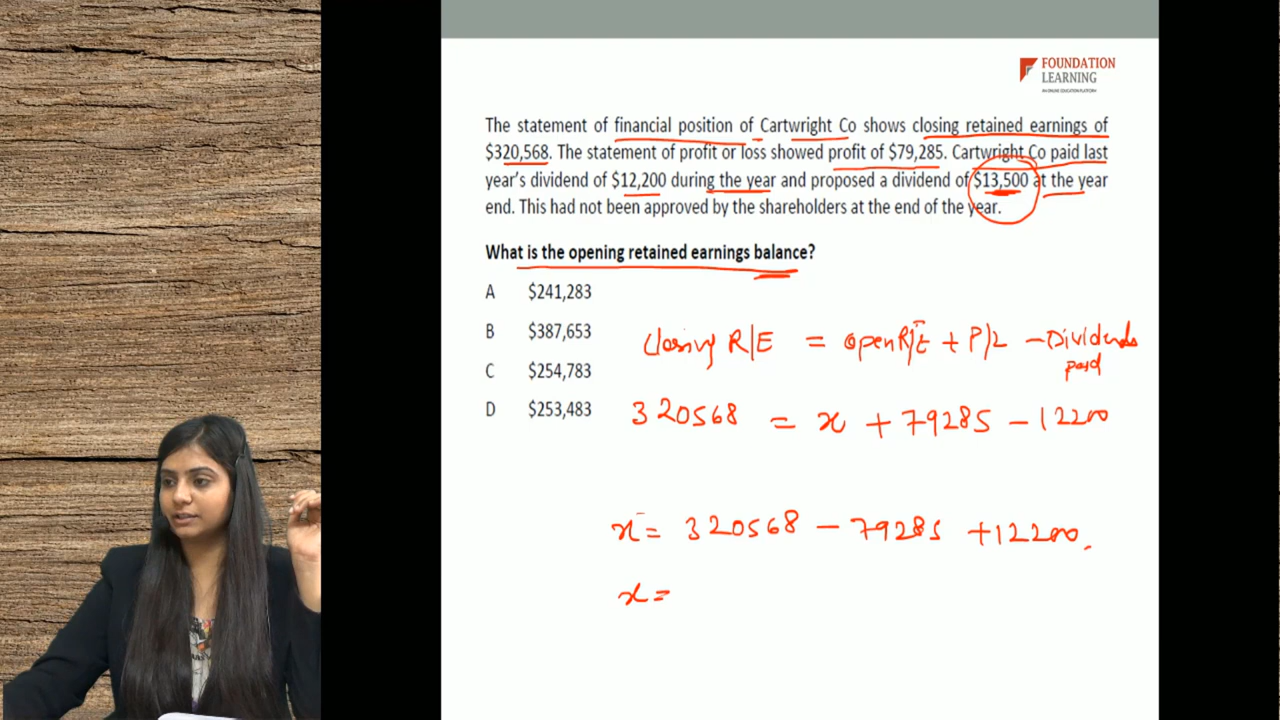 FOUNDATION
LEARNING
AN ONLINE EDUCATION PLATFORM
The statement of financial position of Cartwright Co shows closing retained earnings of
$320,568. The statement of profit or loss showed profit of $79,285. Cartwright Co paid last
year's dividend of $12,200 during the year and proposed a dividend of $13,500 at the year
end. This had not been approved by the shareholders at the end of the year.
What is the opening retained earnings balance?
A $241,283
B $387,653
C $254,783
D $253,483
closing R/E = open R/E + P/L - Dividends
paid
320568 = x + 79285 - 12200
x = 320568 - 79285 + 12200
x =